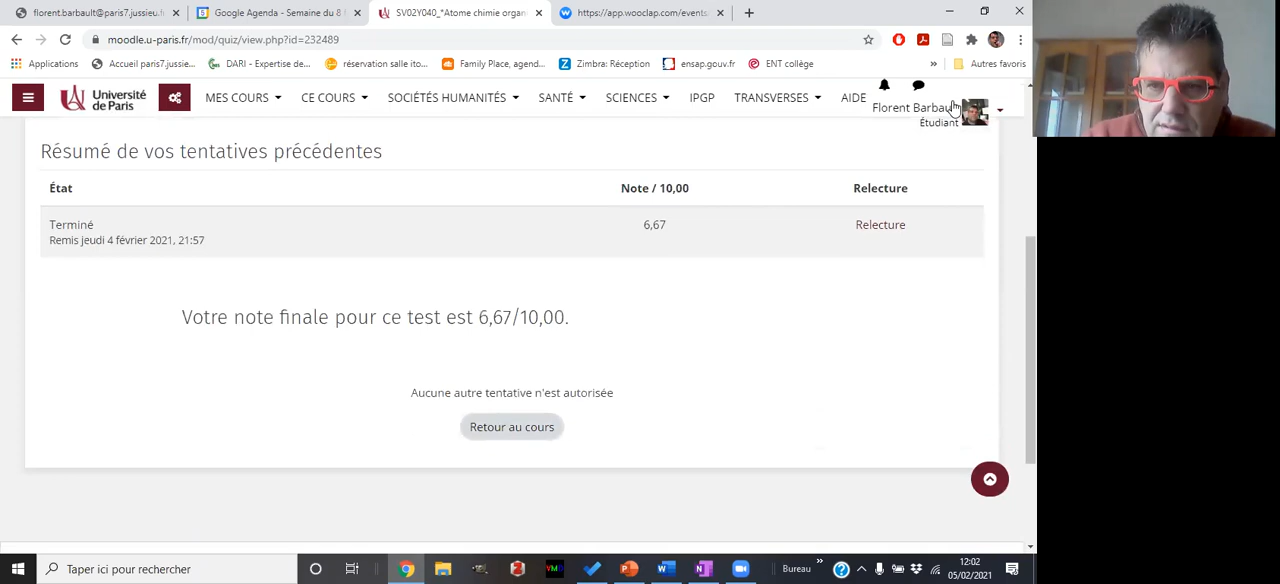 florent.barbault@paris7.jussieu.f
Google Agenda - Semaine du 8
SV02Y040_*Atome chimie organ
https://app.wooclap.com/events
moodle.u-paris.fr/mod/quiz/view.php?id=232489
Applications
Accueil paris7.jussie...
DARI - Expertise de...
réservation salle ito...
Family Place, agend...
Zimbra: Réception
ensap.gouv.fr
ENT collège
»
Autres favoris
Université de Paris
MES COURS
CE COURS
SOCIÉTÉS HUMANITÉS
SANTÉ
SCIENCES
IPGP
TRANSVERSES
AIDE
Florent Barbau
Étudiant
Résumé de vos tentatives précédentes
État Note / 10,00 Relecture
Terminé 6,67 Relecture
Remis jeudi 4 février 2021, 21:57
Votre note finale pour ce test est 6,67/10,00.
Aucune autre tentative n'est autorisée
Retour au cours
Taper ici pour rechercher
YMD
Bureau
»
12:02
05/02/2021